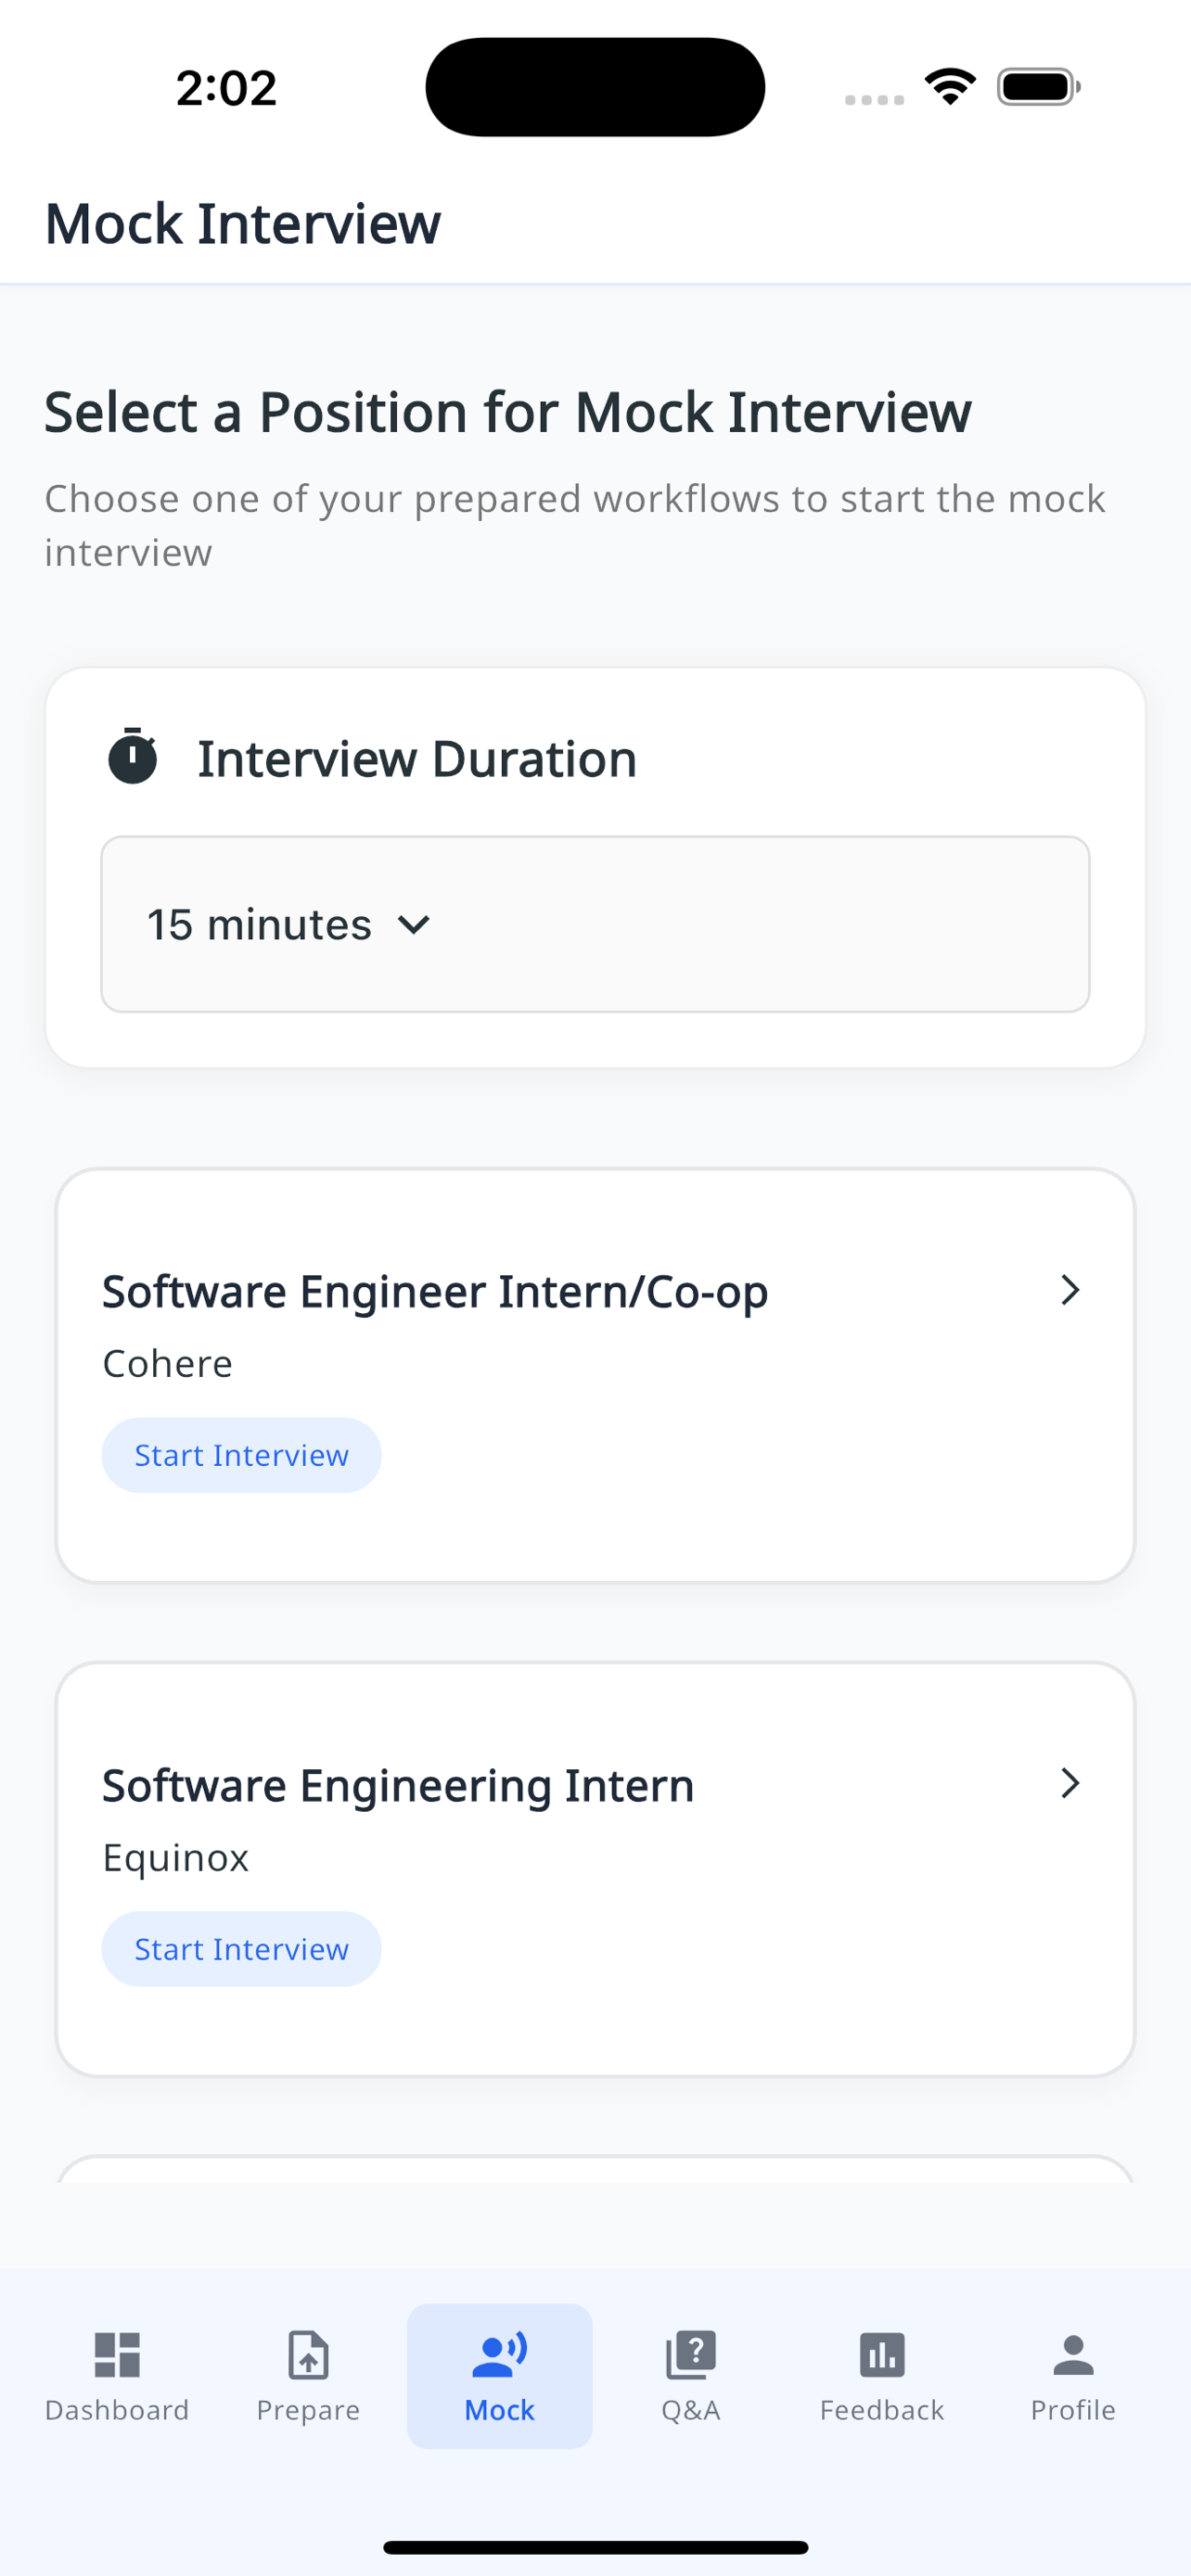 2:02
Mock Interview
Select a Position for Mock Interview
Choose one of your prepared workflows to start the mock
interview
Interview Duration
15 minutes
Software Engineer Intern/Co-op
Cohere
Start Interview
Software Engineering Intern
Equinox
Start Interview
Dashboard
Prepare
Mock
Q&A
Feedback
Profile